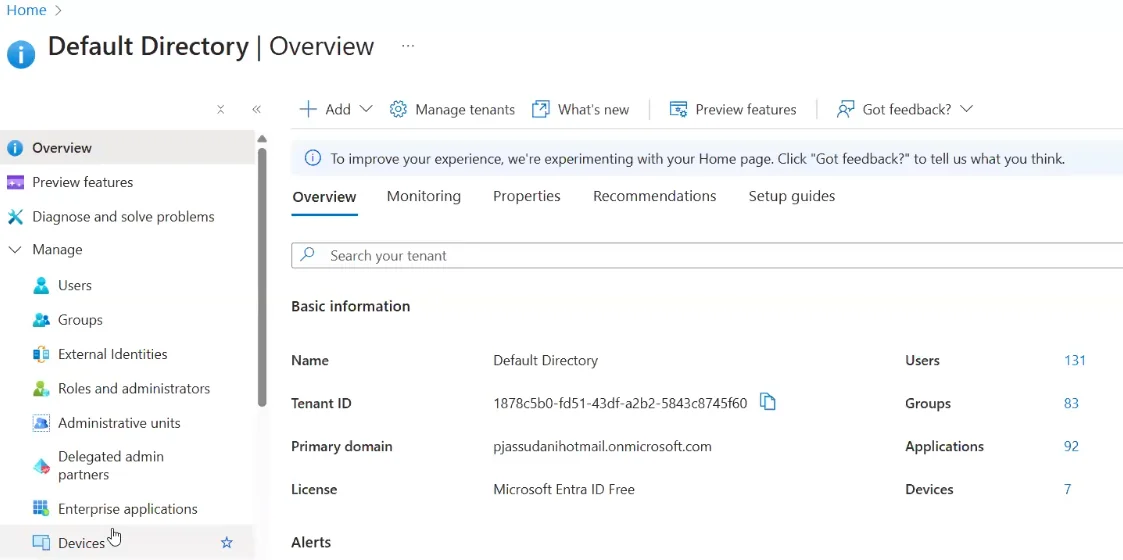 Home
Default Directory | Overview
Add
Manage tenants
What's new
Preview features
Got feedback?
Overview
Preview features
Diagnose and solve problems
Manage
Users
Groups
External Identities
Roles and administrators
Administrative units
Delegated admin
partners
Enterprise applications
Devices
To improve your experience, we're experimenting with your Home page. Click "Got feedback?" to tell us what you think.
Overview
Monitoring
Properties
Recommendations
Setup guides
Search your tenant
Basic information
Name
Default Directory
Users
131
Tenant ID
1878c5b0-fd51-43df-a2b2-5843c8745f60
Groups
83
Primary domain
pjassudanihotmail.onmicrosoft.com
Applications
92
License
Microsoft Entra ID Free
Devices
7
Alerts